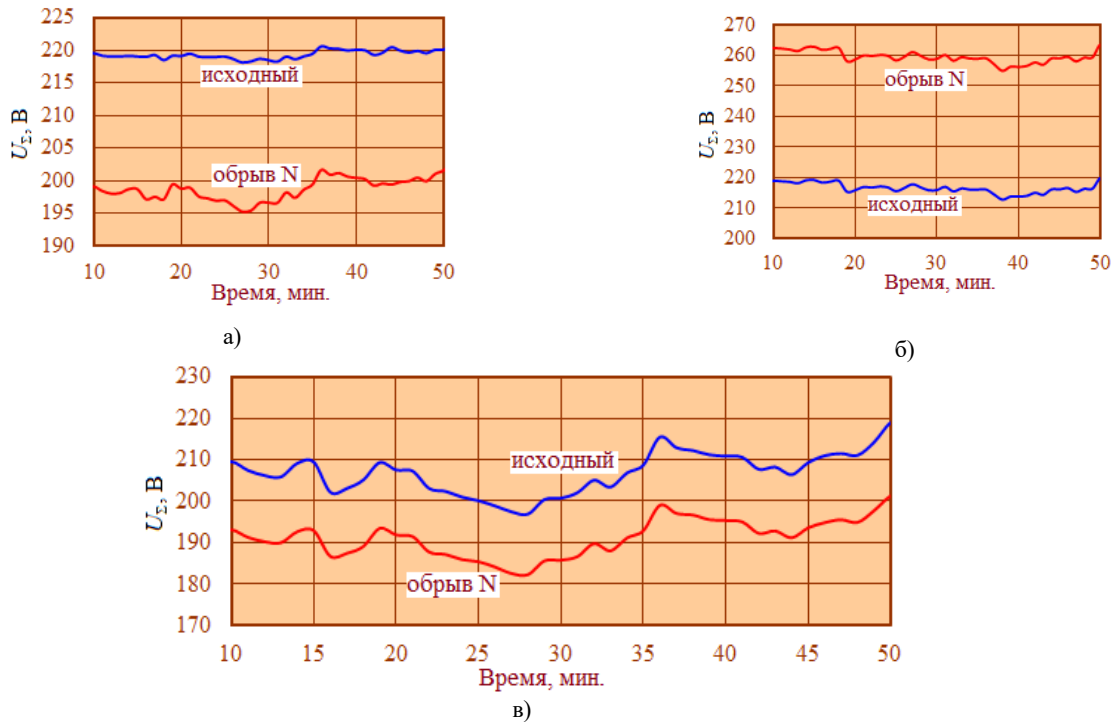 225
220
215
210
205
200
195
190
U_Σ, В
исходный
обрыв N
10 20 30 40 50
Время, мин.
а)
270
260
250
240
230
220
210
200
U_Σ, В
обрыв N
исходный
10 20 30 40 50
Время, мин.
б)
230
220
210
200
190
180
170
U_Σ, В
исходный
обрыв N
10 15 20 25 30 35 40 45 50
Время, мин.
в)